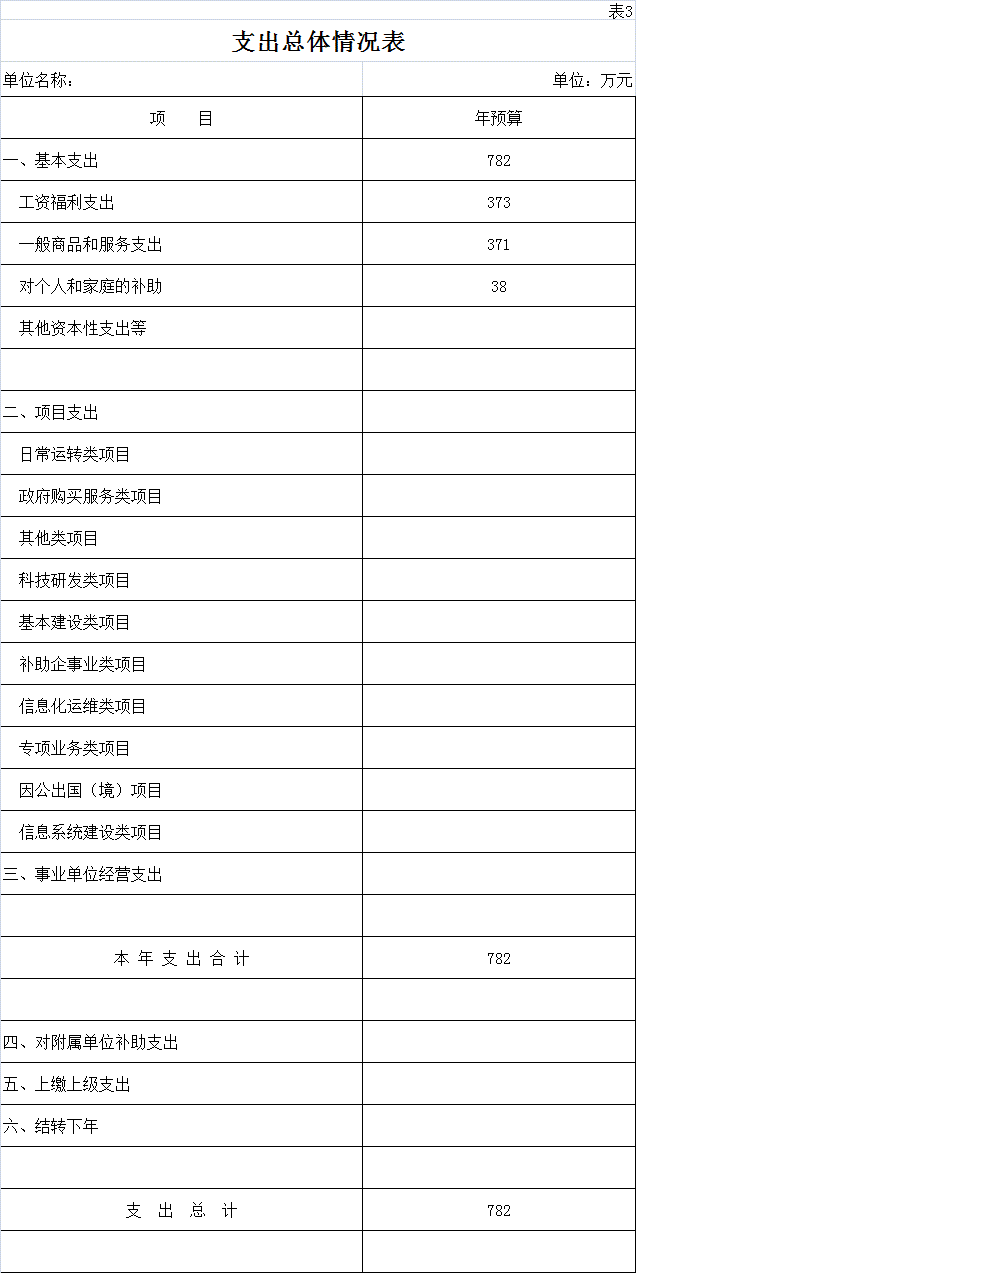 表3
支出总体情况表
单位名称： 单位：万元
项　　目 年预算
一、基本支出 782
工资福利支出 373
一般商品和服务支出 371
对个人和家庭的补助 38
其他资本性支出等
二、项目支出
日常运转类项目
政府购买服务类项目
其他类项目
科技研发类项目
基本建设类项目
补助企事业类项目
信息化运维类项目
专项业务类项目
因公出国（境）项目
信息系统建设类项目
三、事业单位经营支出
本 年 支 出 合 计 782
四、对附属单位补助支出
五、上缴上级支出
六、结转下年
支　出　总　计 782